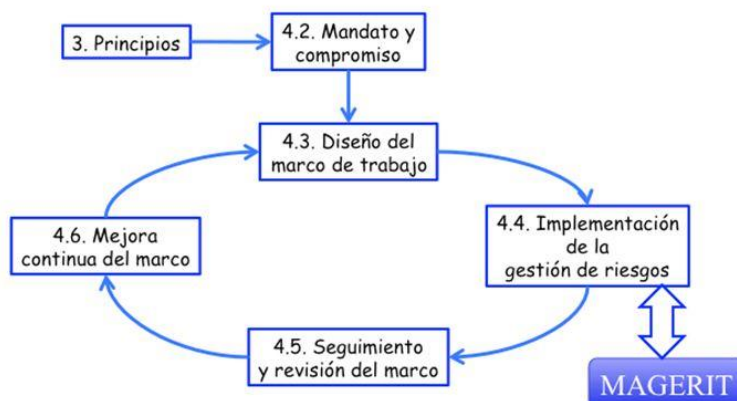 3. Principios
4.2. Mandato y
compromiso
4.3. Diseño del
marco de trabajo
4.6. Mejora
continua del marco
4.4. Implementación
de la
gestión de riesgos
4.5. Seguimiento
y revisión del marco
MAGERIT